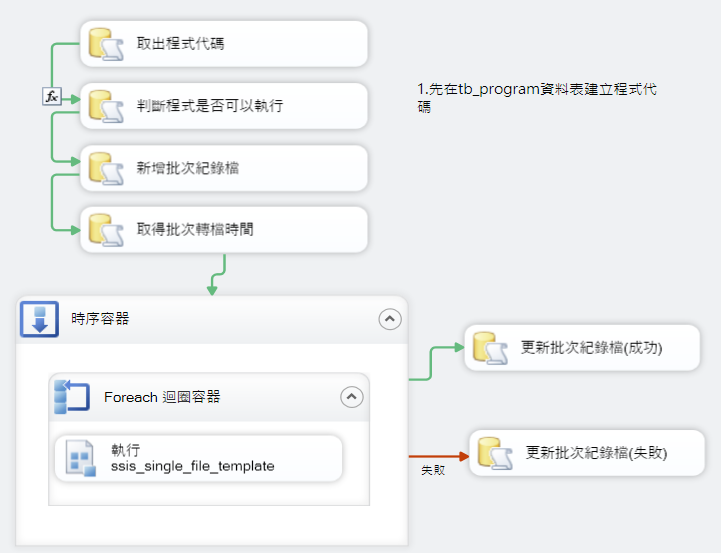 取出程式代碼
fx
判斷程式是否可以執行
1.先在tb_program資料表建立程式代
碼
新增批次紀錄檔
取得批次轉檔時間
時序容器
更新批次紀錄檔(成功)
Foreach 迴圈容器
執行
ssis_single_file_template
更新批次紀錄檔(失敗)
失敗